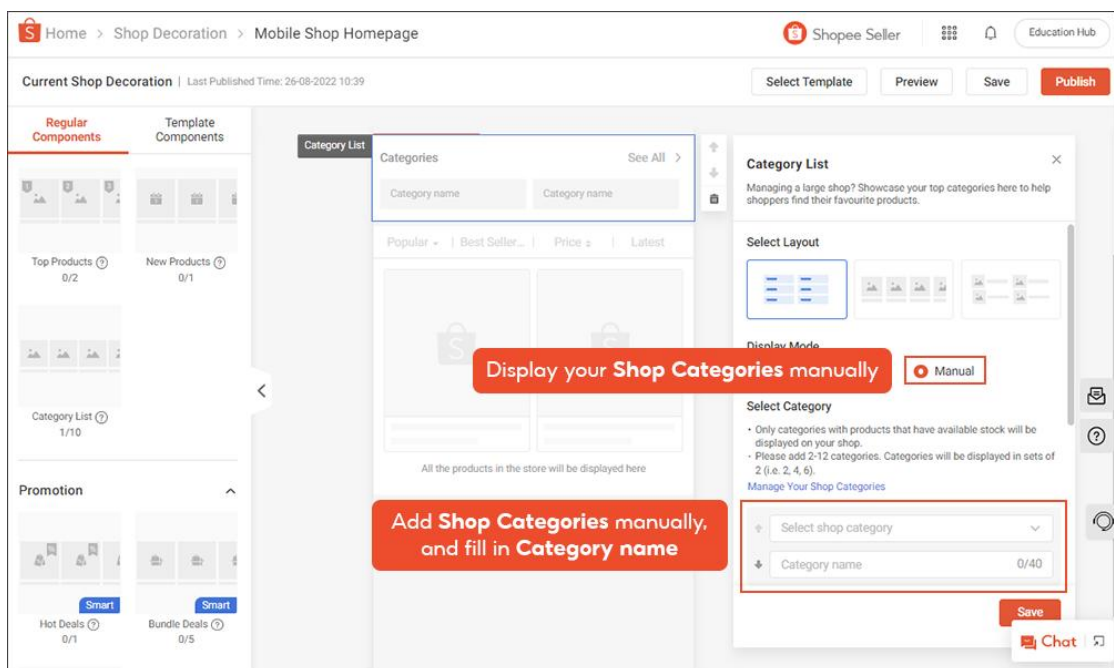 Home > Shop Decoration > Mobile Shop Homepage
Shopee Seller
Education Hub
Current Shop Decoration | Last Published Time: 26-08-2022 10:39
Select Template
Preview
Save
Publish
Regular
Components
Template
Components
Top Products
0/2
New Products
0/1
Category List
1/10
Promotion
Smart
Hot Deals
0/1
Smart
Bundle Deals
0/5
Category List
Categories
See All >
Category name
Category name
Popular | Best Seller... | Price | Latest
All the products in the store will be displayed here
Display your Shop Categories manually
Add Shop Categories manually,
and fill in Category name
Category List
Managing a large shop? Showcase your top categories here to help
shoppers find their favourite products.
Select Layout
Display Mode
Manual
Select Category
• Only categories with products that have available stock will be
displayed on your shop.
• Please add 2-12 categories. Categories will be displayed in sets of
2 (i.e. 2, 4, 6).
Manage Your Shop Categories
Select shop category
Category name 0/40
Save
Chat